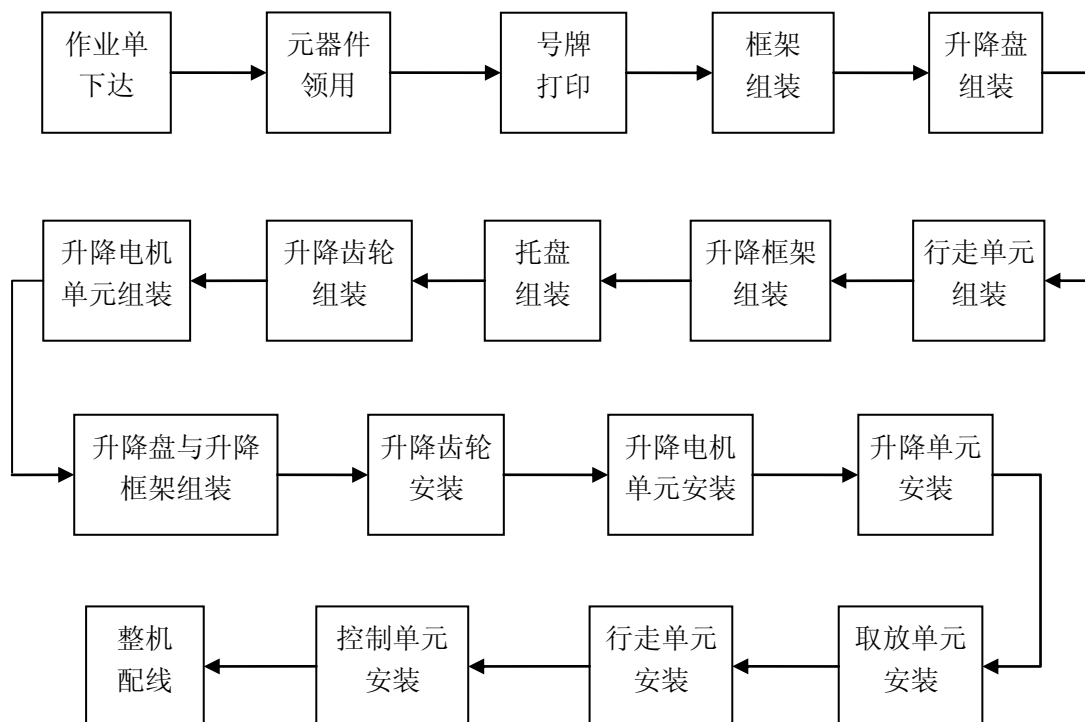 作业单
下达
元器件
领用
号牌
打印
框架
组装
升降盘
组装
升降电机
单元组装
升降齿轮
组装
托盘
组装
升降框架
组装
行走单元
组装
升降盘与升降
框架组装
升降齿轮
安装
升降电机
单元安装
升降单元
安装
整机
配线
控制单元
安装
行走单元
安装
取放单元
安装